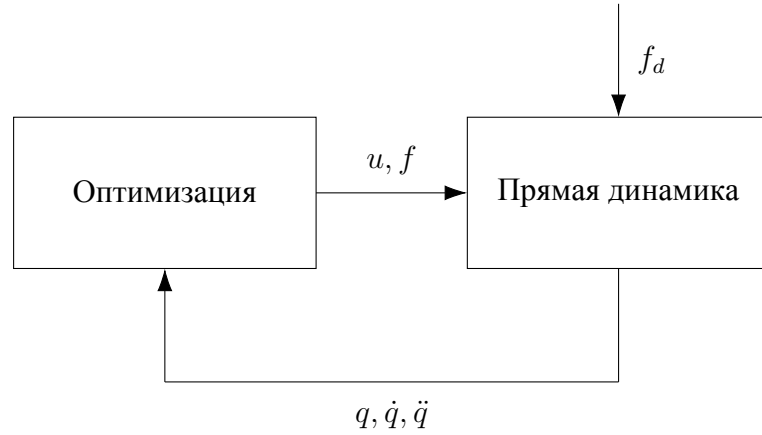 f_d
u, f
Оптимизация
Прямая динамика
q, q̇, q̈